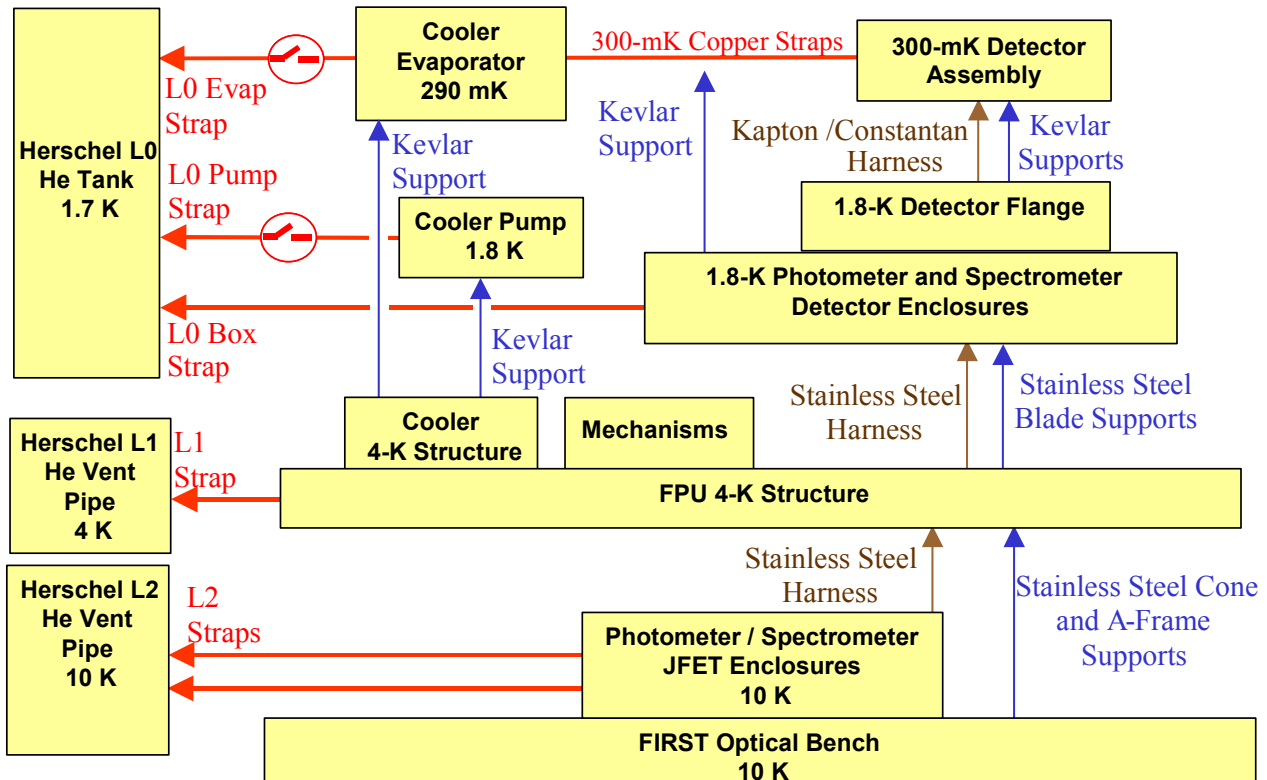 Cooler
Evaporator
290 mK
300-mK Copper Straps
300-mK Detector
Assembly
L0 Evap
Strap
Kevlar
Support
Kevlar
Support
Kapton /Constantan
Harness
Kevlar
Supports
Herschel L0
He Tank
1.7 K
L0 Pump
Strap
Cooler Pump
1.8 K
1.8-K Detector Flange
1.8-K Photometer and Spectrometer
Detector Enclosures
L0 Box
Strap
Kevlar
Support
Stainless Steel
Harness
Stainless Steel
Blade Supports
Cooler
4-K Structure
Mechanisms
Herschel L1
He Vent
Pipe
4 K
L1
Strap
FPU 4-K Structure
Stainless Steel
Harness
Stainless Steel Cone
and A-Frame
Supports
Herschel L2
He Vent
Pipe
10 K
L2
Straps
Photometer / Spectrometer
JFET Enclosures
10 K
FIRST Optical Bench
10 K